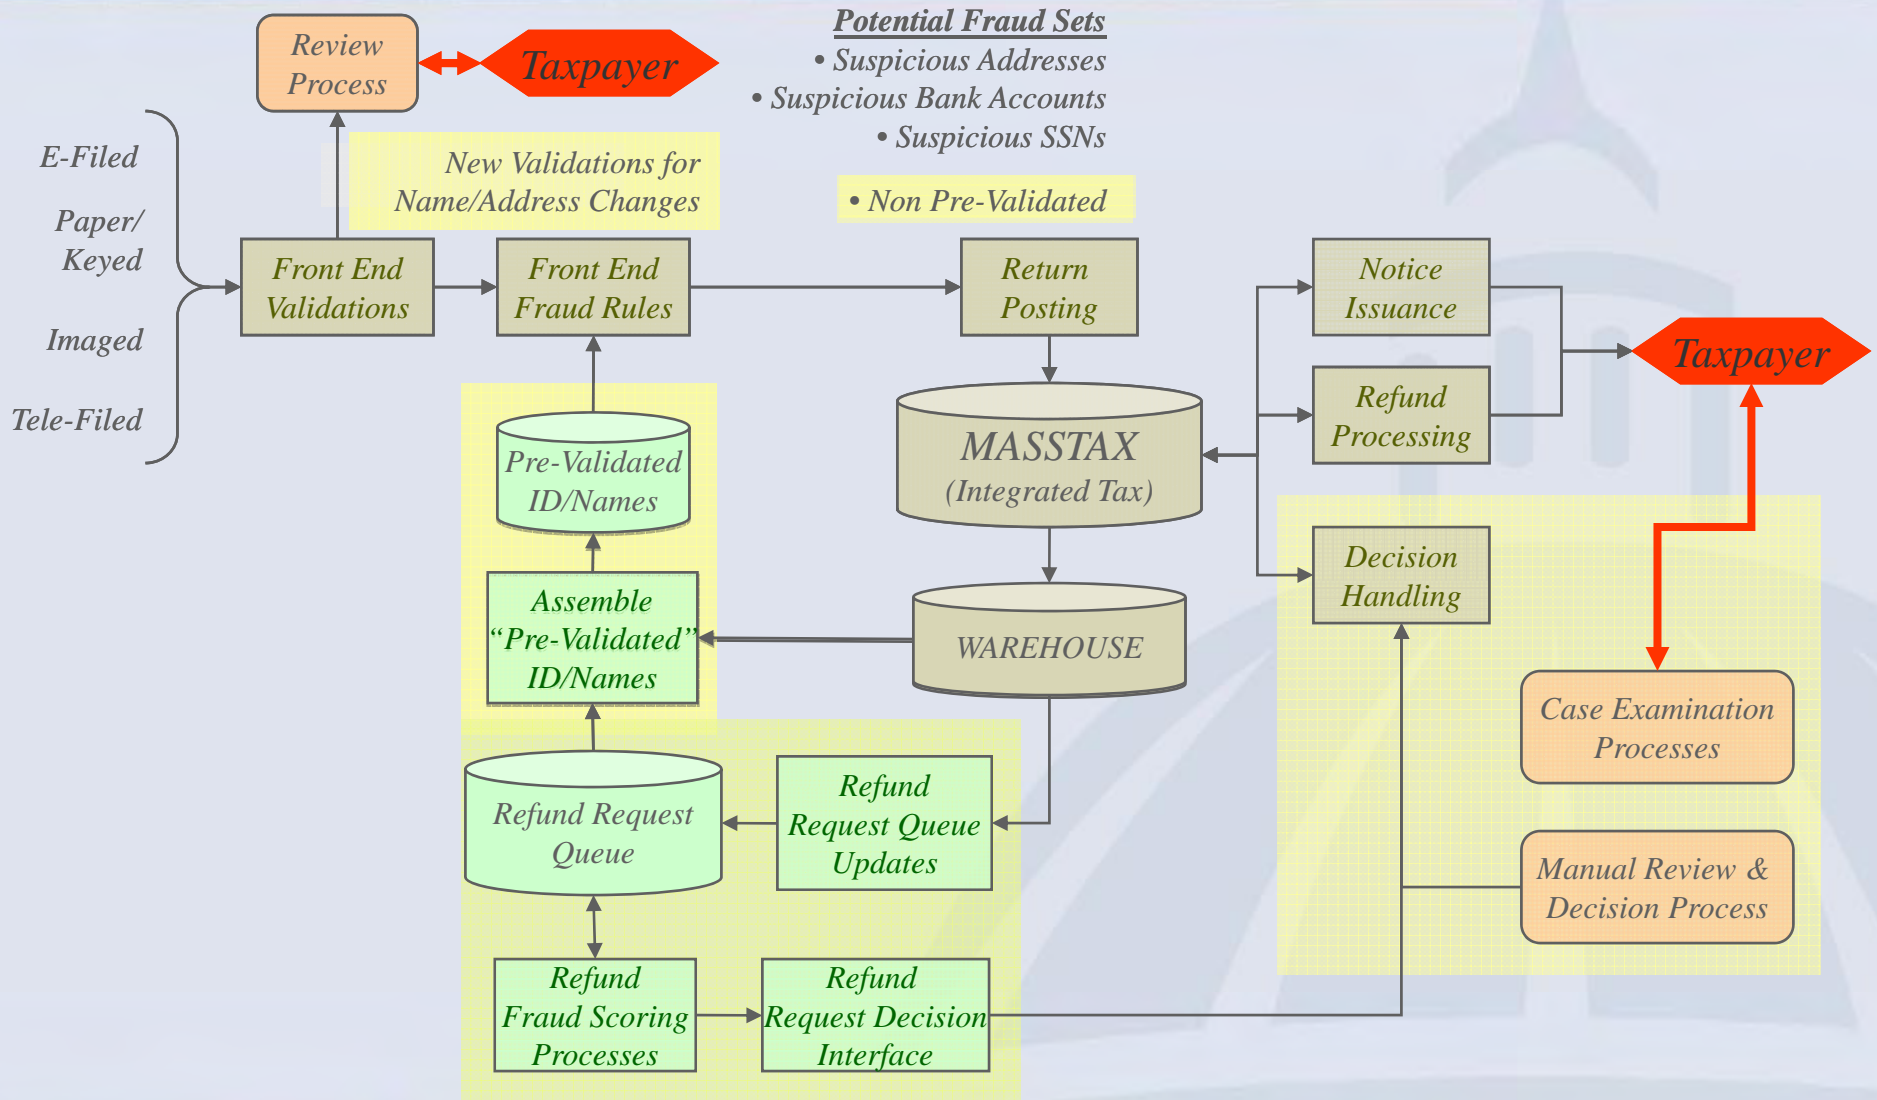 Review
Process
Taxpayer
Potential Fraud Sets
• Suspicious Addresses
• Suspicious Bank Accounts
• Suspicious SSNs
• Non Pre-Validated
E-Filed
Paper/
Keyed
Imaged
Tele-Filed
New Validations for
Name/Address Changes
Front End
Validations
Front End
Fraud Rules
Return
Posting
Notice
Issuance
Taxpayer
Refund
Processing
Pre-Validated
ID/Names
MASSTAX
(Integrated Tax)
Decision
Handling
Assemble
“Pre-Validated”
ID/Names
WAREHOUSE
Case Examination
Processes
Refund Request
Queue
Refund
Request Queue
Updates
Manual Review &
Decision Process
Refund
Fraud Scoring
Processes
Refund
Request Decision
Interface